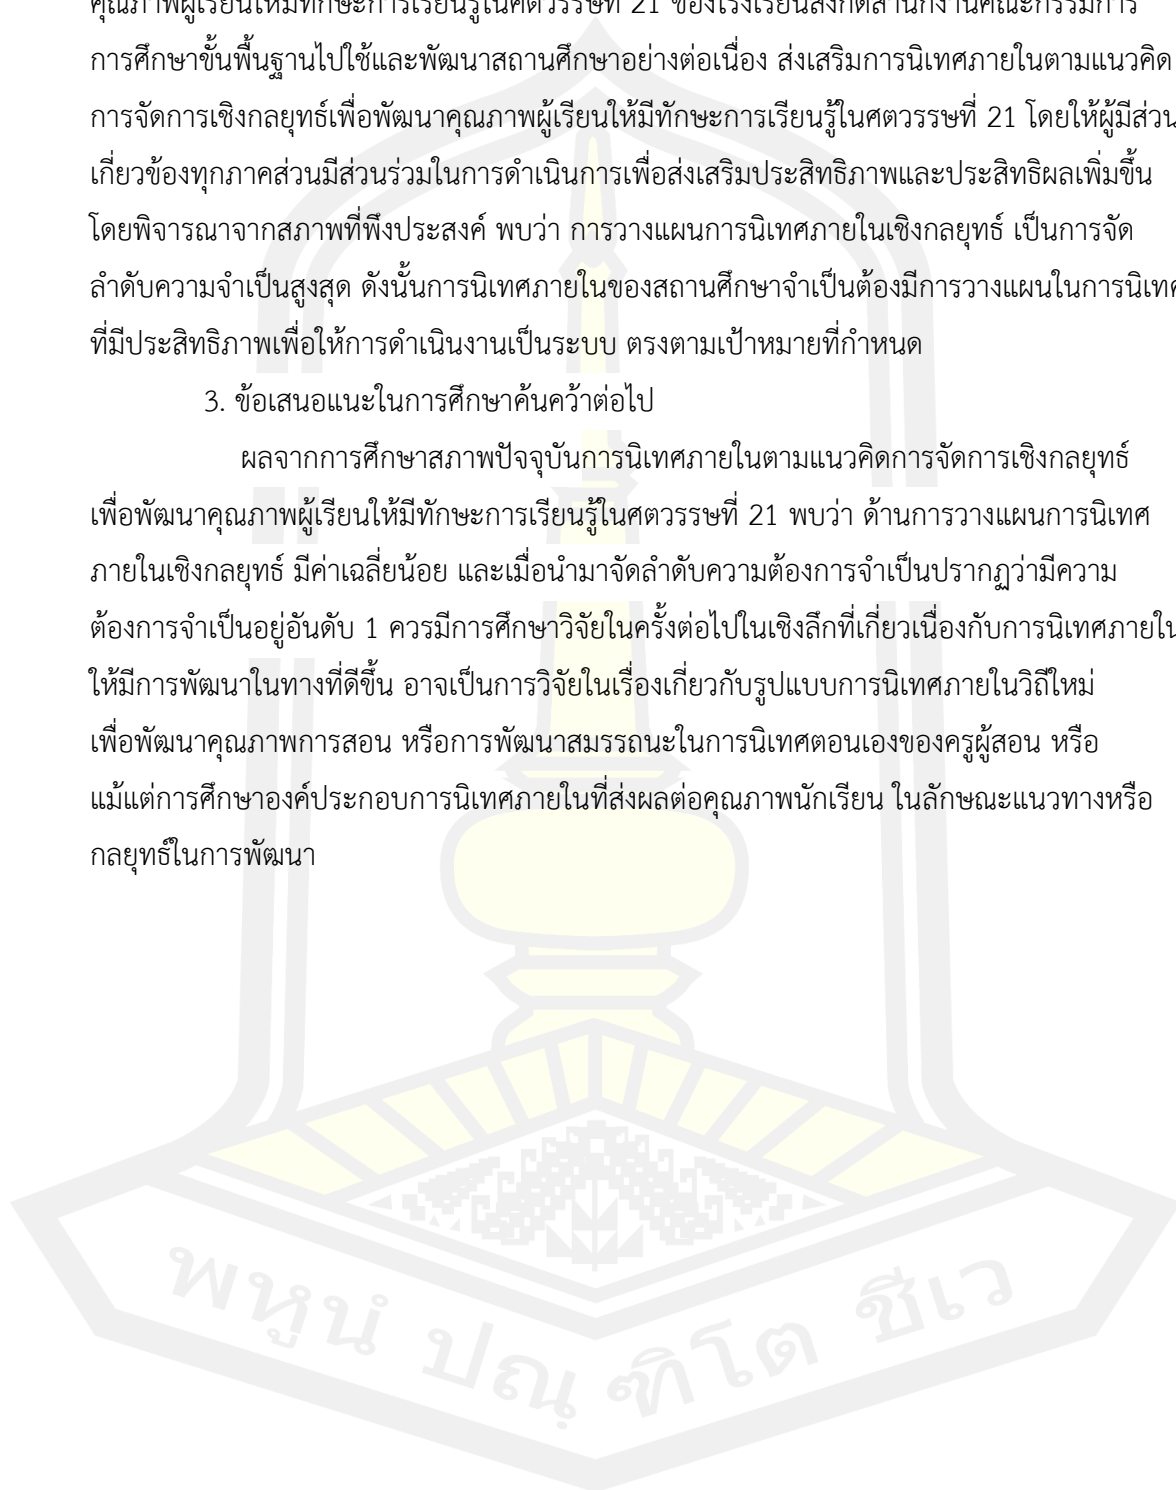 คุณภาพผู้เรียนให้มีทักษะการเรียนรู้ในศตวรรษที่ 21 ของโรงเรียนสังกัดสำนักงานคณะกรรมการ
การศึกษาขั้นพื้นฐานไปใช้และพัฒนาสถานศึกษาอย่างต่อเนื่อง ส่งเสริมการนิเทศภายในตามแนวคิด
การจัดการเชิงกลยุทธ์เพื่อพัฒนาคุณภาพผู้เรียนให้มีทักษะการเรียนรู้ในศตวรรษที่ 21 โดยให้ผู้มีส่วน
เกี่ยวข้องทุกภาคส่วนมีส่วนร่วมในการดำเนินการเพื่อส่งเสริมประสิทธิภาพและประสิทธิผลเพิ่มขึ้น
โดยพิจารณาจากสภาพที่พึงประสงค์ พบว่า การวางแผนการนิเทศภายในเชิงกลยุทธ์ เป็นการจัด
ลำดับความจำเป็นสูงสุด ดังนั้นการนิเทศภายในของสถานศึกษาจำเป็นต้องมีการวางแผนในการนิเทศ
ที่มีประสิทธิภาพเพื่อให้การดำเนินงานเป็นระบบ ตรงตามเป้าหมายที่กำหนด
3. ข้อเสนอแนะในการศึกษาค้นคว้าต่อไป
ผลจากการศึกษาสภาพปัจจุบันการนิเทศภายในตามแนวคิดการจัดการเชิงกลยุทธ์
เพื่อพัฒนาคุณภาพผู้เรียนให้มีทักษะการเรียนรู้ในศตวรรษที่ 21 พบว่า ด้านการวางแผนการนิเทศ
ภายในเชิงกลยุทธ์ มีค่าเฉลี่ยน้อย และเมื่อนำมาจัดลำดับความต้องการจำเป็นปรากฏว่ามีความ
ต้องการจำเป็นอยู่อันดับ 1 ควรมีการศึกษาวิจัยในครั้งต่อไปในเชิงลึกที่เกี่ยวเนื่องกับการนิเทศภายใน
ให้มีการพัฒนาในทางที่ดีขึ้น อาจเป็นการวิจัยในเรื่องเกี่ยวกับรูปแบบการนิเทศภายในวิถีใหม่
เพื่อพัฒนาคุณภาพการสอน หรือการพัฒนาสมรรถนะในการนิเทศตอนเองของครูผู้สอน หรือ
แม้แต่การศึกษาองค์ประกอบการนิเทศภายในที่ส่งผลต่อคุณภาพนักเรียน ในลักษณะแนวทางหรือ
กลยุทธ์ในการพัฒนา
พหูนํ ปณฺฑิโต ชีเว